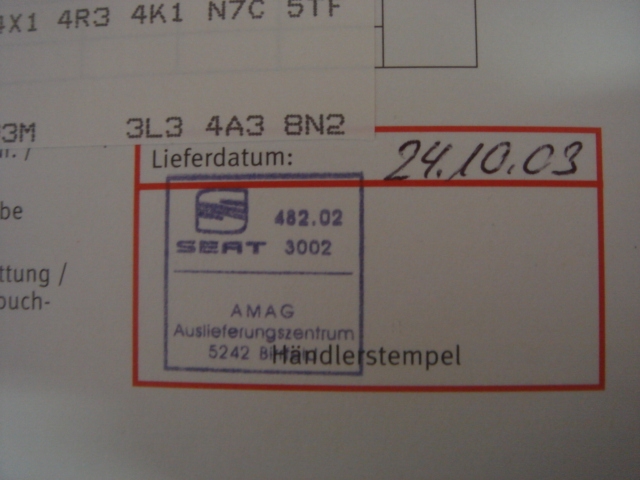 4X1 4R3 4K1 N7C 5TF
3M 3L3 4A3 8N2
Lieferdatum: 24.10.03
be
ttung /
buch-
482.02
SEAT 3002
AMAG
Auslieferungszentrum
5242
Händlerstempel